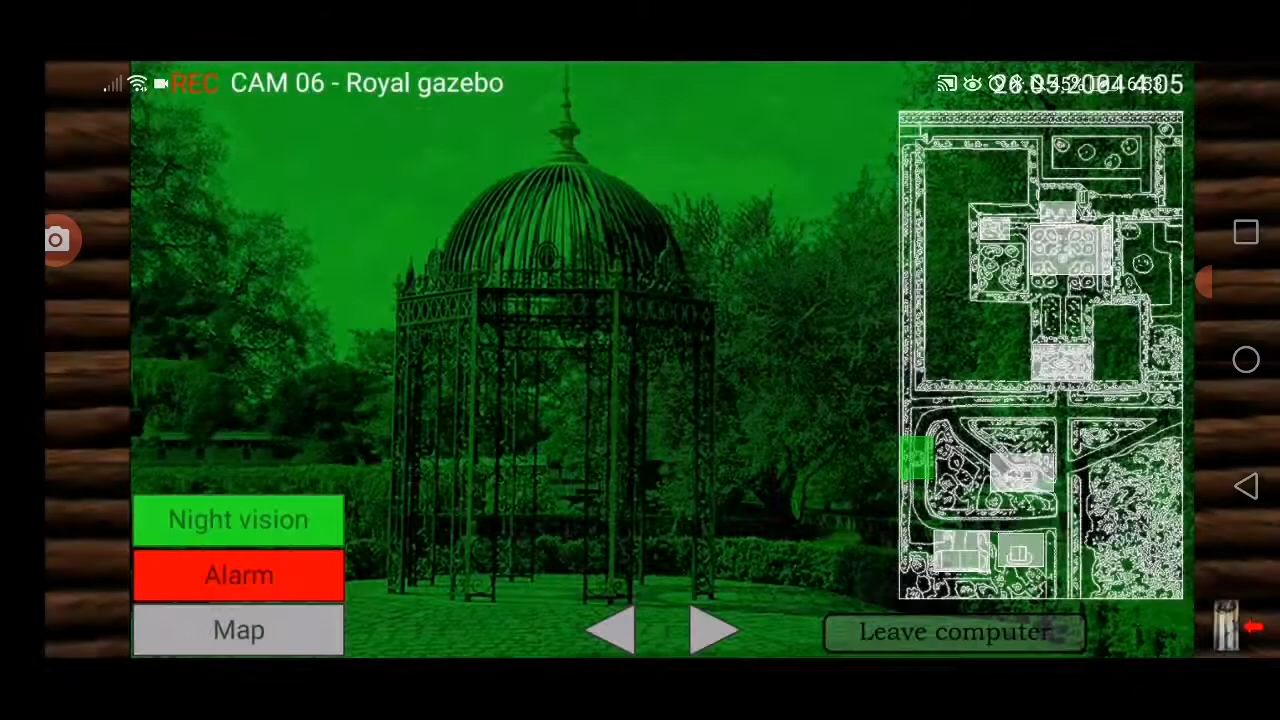 REC CAM 06 - Royal gazebo
Night vision
Alarm
Map
Leave computer